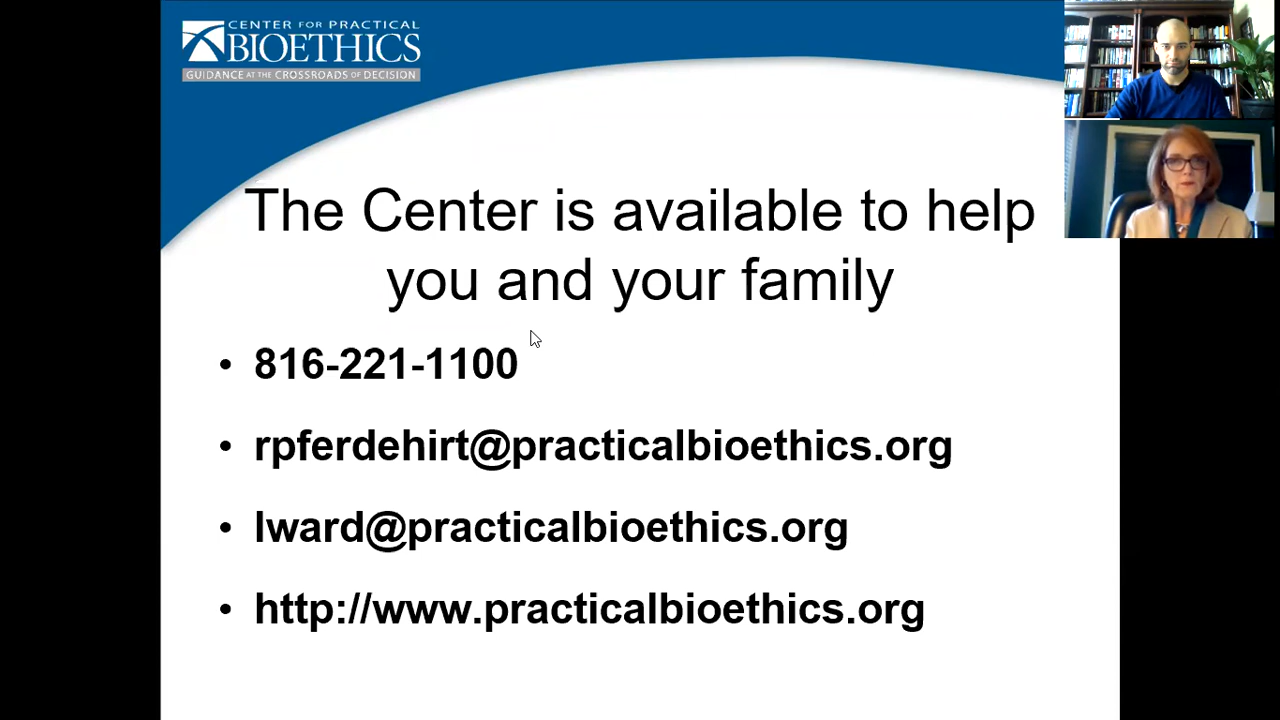 CENTER FOR PRACTICAL
BIOETHICS
GUIDANCE AT THE CROSSROADS OF DECISION
The Center is available to help
you and your family
• 816-221-1100
• rpferdehirt@practicalbioethics.org
• lward@practicalbioethics.org
• http://www.practicalbioethics.org